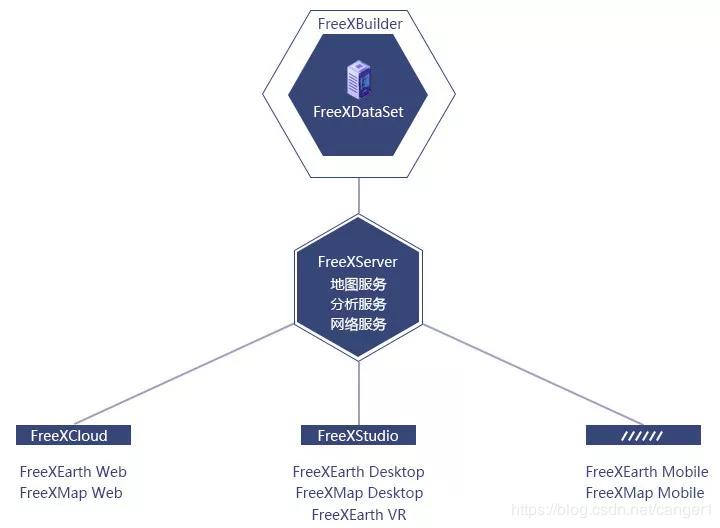 FreeXBuilder
FreeXDataSet
FreeXServer
地图服务
分析服务
网络服务
FreeXCloud
FreeXEarth Web
FreeXMap Web
FreeXStudio
FreeXEarth Desktop
FreeXMap Desktop
FreeXEarth VR
//////
FreeXEarth Mobile
FreeXMap Mobile
https://blog.csdn.net/canger1